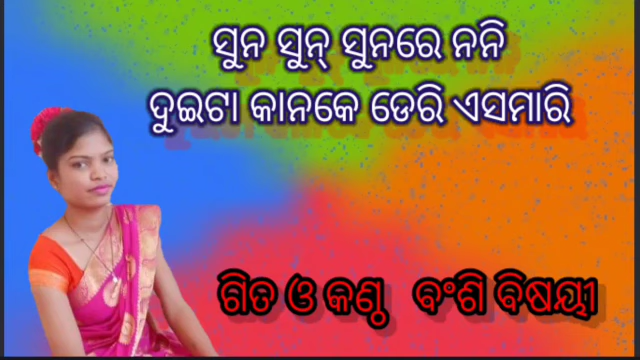 ସୁନ ସୁନ୍ ସୁନରେ ନନି
ଦୁଇଟା କାନକେ ଡେରି ଏସମାରି
ଗିତ ଓ କଣ୍ଠ ବଂଶି ବିଷୟୀ